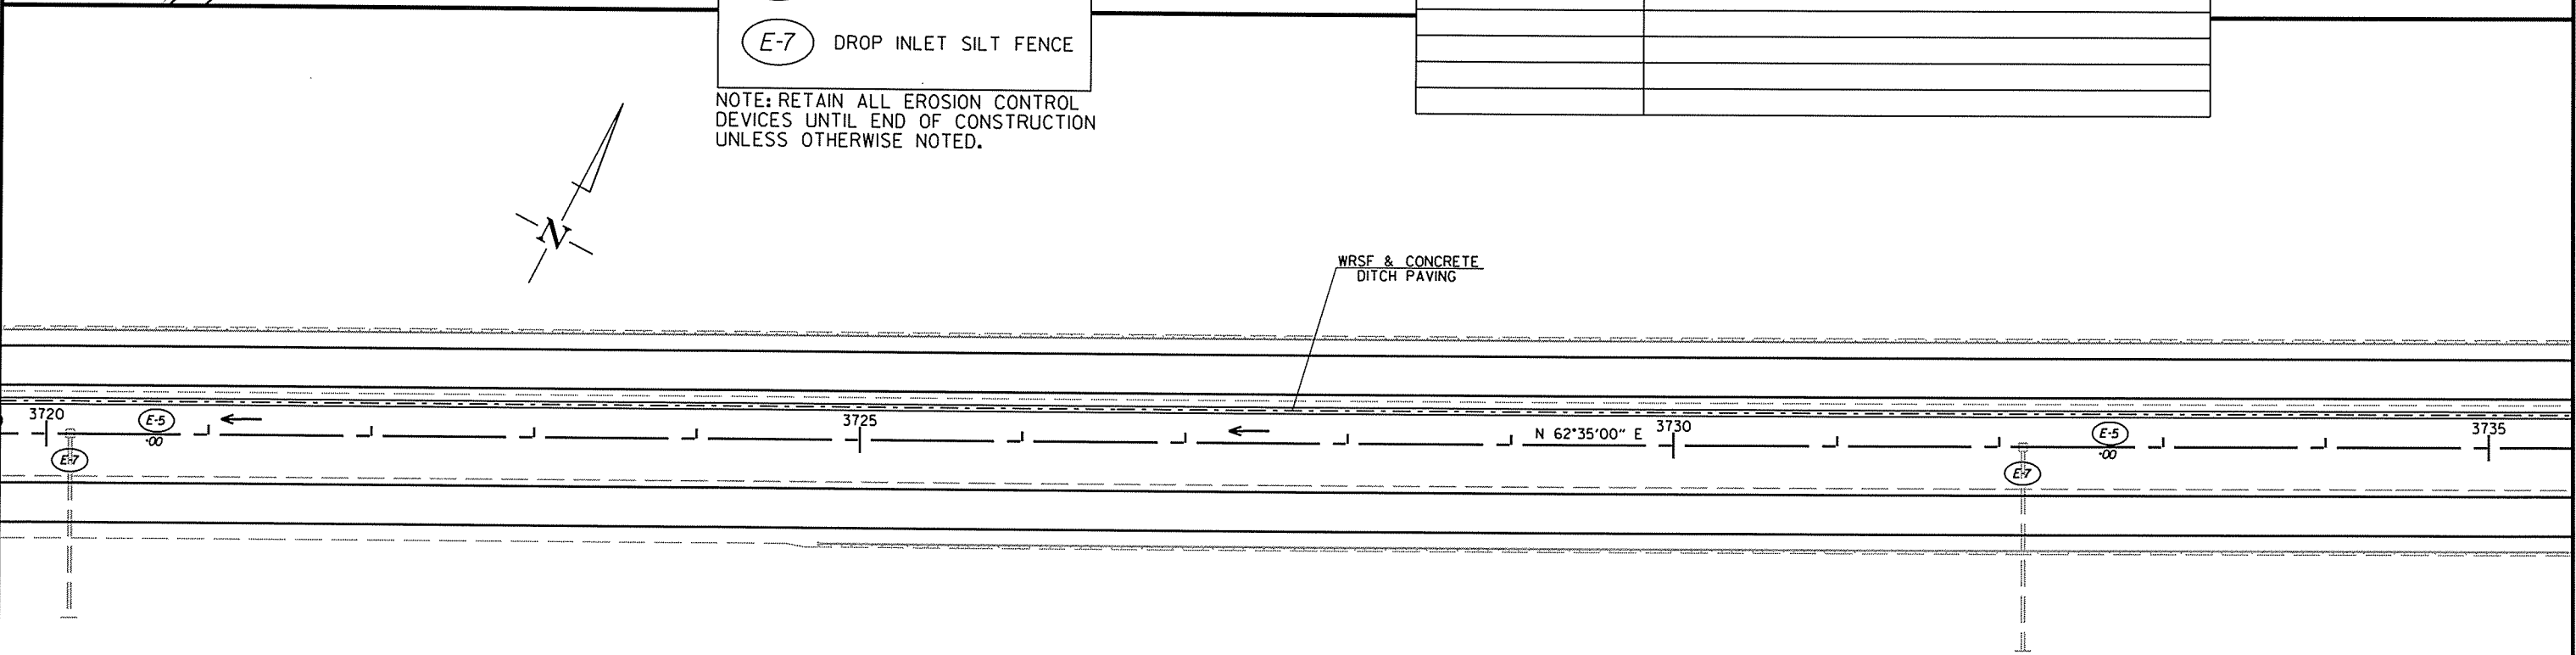 E-7 DROP INLET SILT FENCE
NOTE: RETAIN ALL EROSION CONTROL
DEVICES UNTIL END OF CONSTRUCTION
UNLESS OTHERWISE NOTED.
N
WRSF & CONCRETE
DITCH PAVING
3720
E-5
•00
E-7
3725
N 62°35'00" E
3730
E-5
•00
E-7
3735